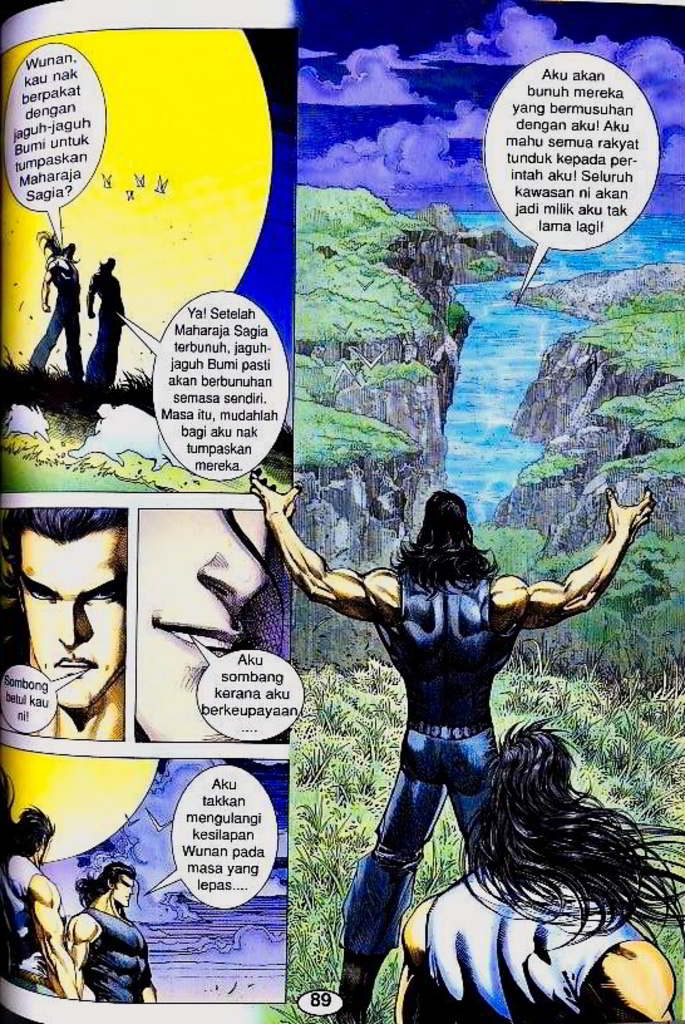 Wunan,
kau nak
berpakat
dengan
jaguh-jaguh
Bumi untuk
tumpaskan
Maharaja
Sagia?
Ya! Setelah
Maharaja Sagia
terbunuh, jaguh-
jaguh Bumi pasti
akan berbunuhan
semasa sendiri.
Masa itu, mudahlah
bagi aku nak
tumpaskan
mereka.
Sombong
betul kau
ni!
Aku
sombang
kerana aku
berkeupayaan
....
Aku
takkan
mengulangi
kesilapan
Wunan pada
masa yang
lepas....
Aku akan
bunuh mereka
yang bermusuhan
dengan aku! Aku
mahu semua rakyat
tunduk kepada per-
intah aku! Seluruh
kawasan ni akan
jadi milik aku tak
lama lagi!
89